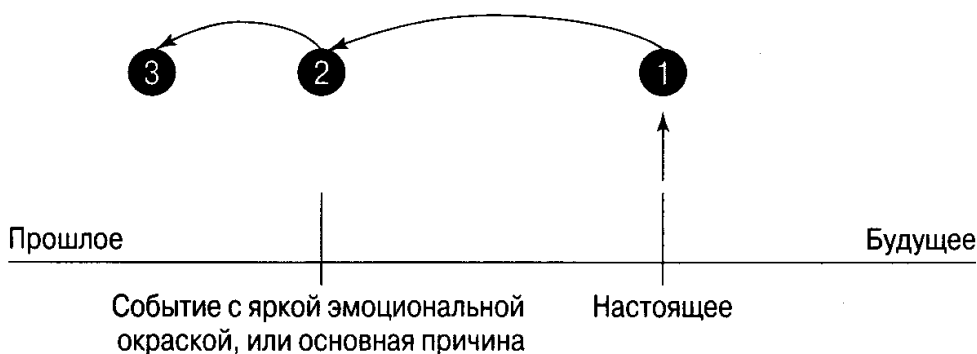 3 2 1
Прошлое Будущее
Событие с яркой эмоциональной Настоящее
окраской, или основная причина